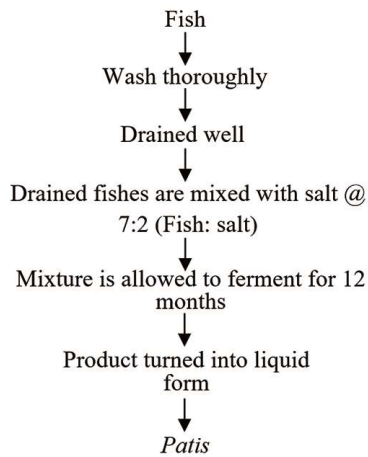 Fish
Wash thoroughly
Drained well
Drained fishes are mixed with salt @
7:2 (Fish: salt)
Mixture is allowed to ferment for 12
months
Product turned into liquid
form
Patis